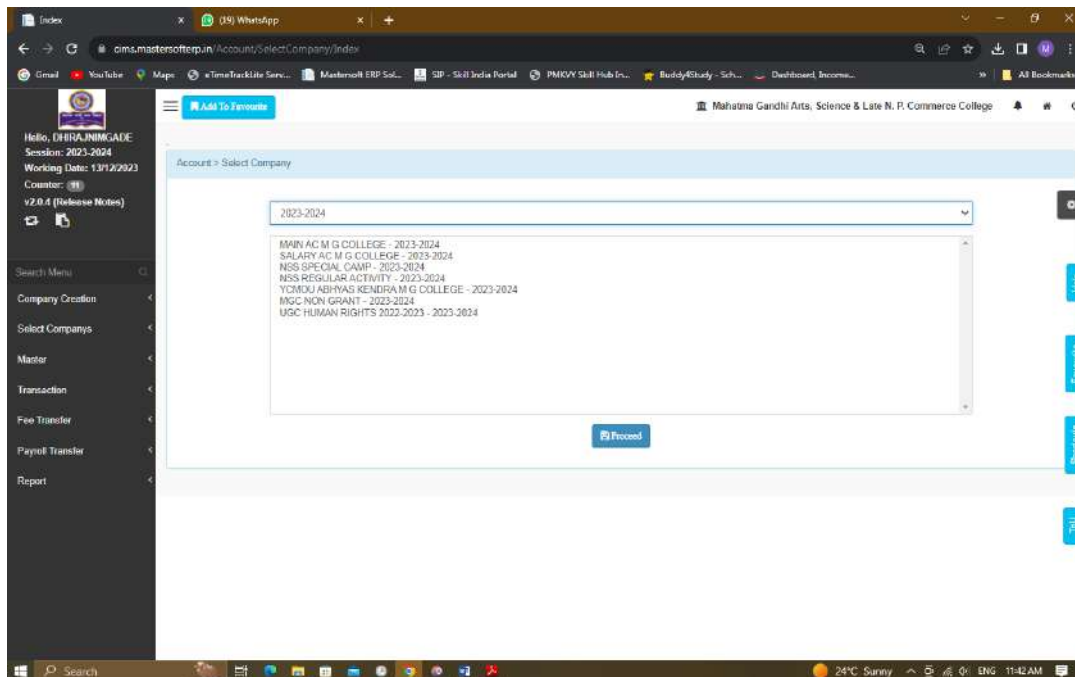 Index
(19) WhatsApp
cims.mastersofterp.in/Account/SelectCompany/Index
Gmail
YouTube
Maps
eTimeTrackLite Serv...
Mastersoft ERP Sol...
SIP - Skill India Portal
PMKVY Skill Hub In...
Buddy4Study - Sch...
Dashboard, Income...
All Bookmarks
Hello, DHIRAJNIMGADE
Session: 2023-2024
Working Date: 13/12/2023
Counter: 11
v2.0.4 (Release Notes)
Search Menu
Company Creation
Select Companys
Master
Transaction
Fee Transfer
Payroll Transfer
Report
Add To Favourite
Mahatma Gandhi Arts, Science & Late N. P. Commerce College
Account > Select Company
2023-2024
MAIN AC M G COLLEGE - 2023-2024
SALARY AC M G COLLEGE - 2023-2024
NSS SPECIAL CAMP - 2023-2024
NSS REGULAR ACTIVITY - 2023-2024
YCMOU ABHYAS KENDRA M G COLLEGE - 2023-2024
MGC NON GRANT - 2023-2024
UGC HUMAN RIGHTS 2022-2023 - 2023-2024
Proceed
Search
24°C Sunny
ENG
11:42 AM